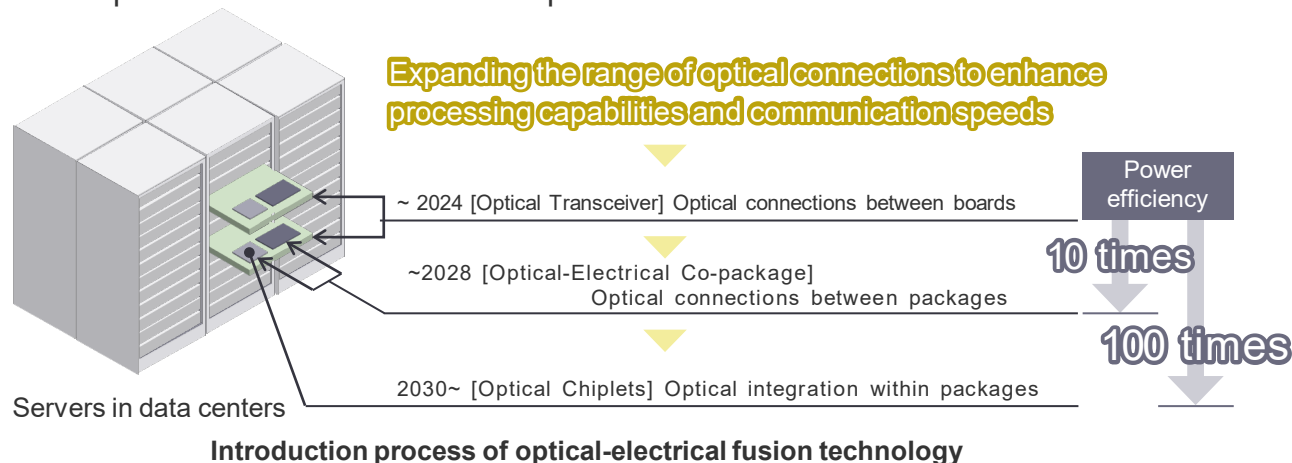 Expanding the range of optical connections to enhance
processing capabilities and communication speeds
Power
efficiency
~ 2024 [Optical Transceiver] Optical connections between boards
10 times
~2028 [Optical-Electrical Co-package]
Optical connections between packages
100 times
2030~ [Optical Chiplets] Optical integration within packages
Servers in data centers
Introduction process of optical-electrical fusion technology